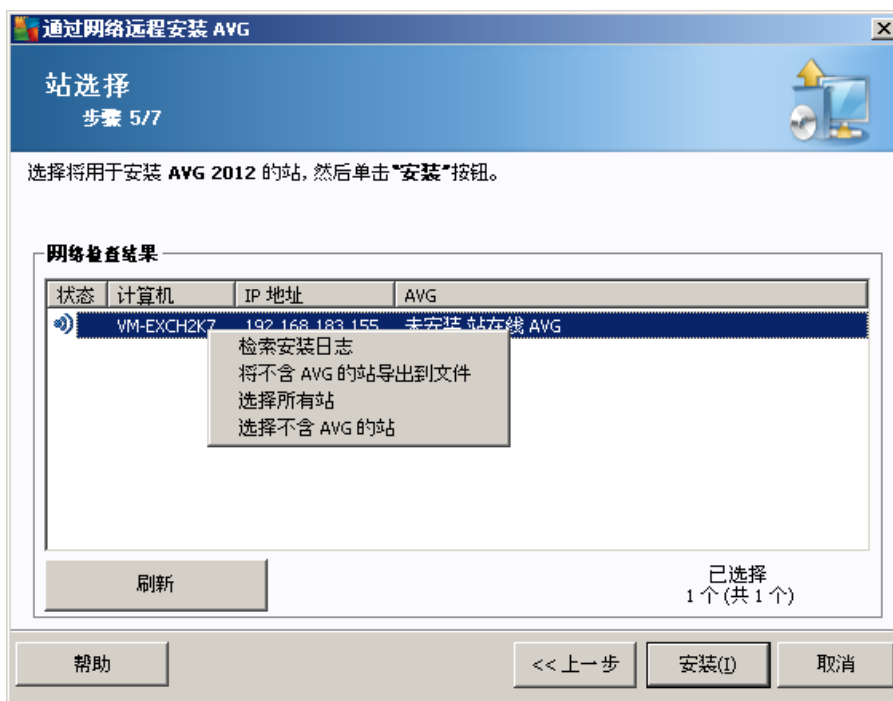 通过网络远程安装 AVG
站选择
步骤 5/7
选择将用于安装 AVG 2012 的站, 然后单击"安装"按钮。
网络检查结果
状态 计算机 IP 地址 AVG
VM-EXCH2K7 192.168.183.155 未安装 站在线 AVG
检索安装日志
将不含 AVG 的站导出到文件
选择所有站
选择不含 AVG 的站
刷新
已选择
1 个 (共 1 个)
帮助
<< 上一步
安装(I)
取消